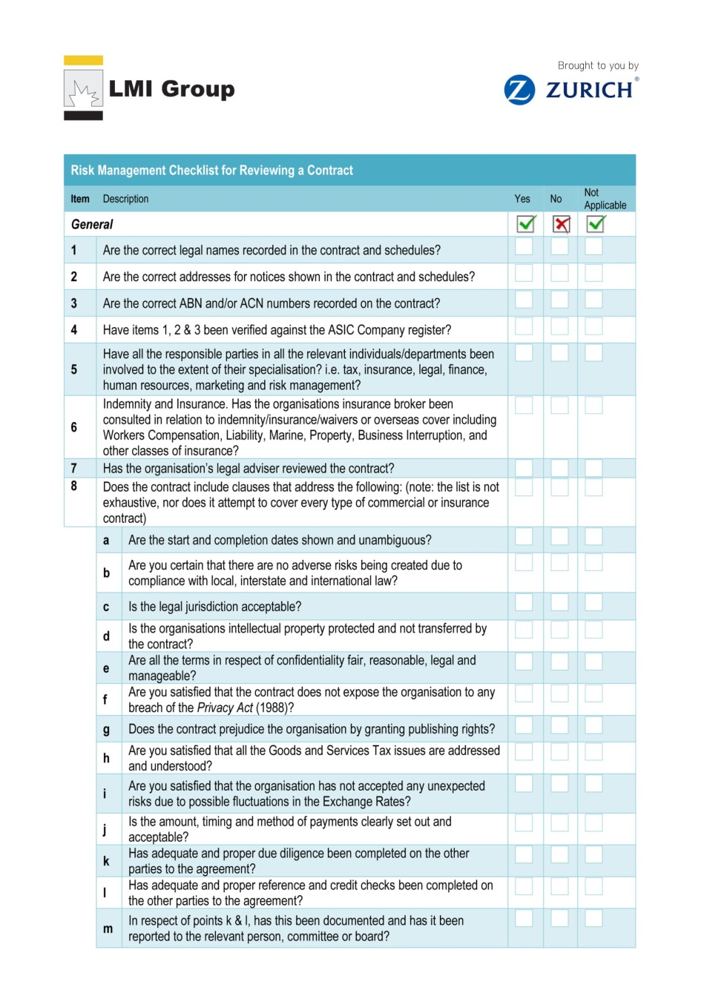 Brought to you by
LMI Group
Z ZURICH®
Risk Management Checklist for Reviewing a Contract
Item Description Yes No Not Applicable
General
1 Are the correct legal names recorded in the contract and schedules?
2 Are the correct addresses for notices shown in the contract and schedules?
3 Are the correct ABN and/or ACN numbers recorded on the contract?
4 Have items 1, 2 & 3 been verified against the ASIC Company register?
5 Have all the responsible parties in all the relevant individuals/departments been
involved to the extent of their specialisation? i.e. tax, insurance, legal, finance,
human resources, marketing and risk management?
6 Indemnity and Insurance. Has the organisations insurance broker been
consulted in relation to indemnity/insurance/waivers or overseas cover including
Workers Compensation, Liability, Marine, Property, Business Interruption, and
other classes of insurance?
7 Has the organisation's legal adviser reviewed the contract?
8 Does the contract include clauses that address the following: (note: the list is not
exhaustive, nor does it attempt to cover every type of commercial or insurance
contract)
a Are the start and completion dates shown and unambiguous?
b Are you certain that there are no adverse risks being created due to
compliance with local, interstate and international law?
c Is the legal jurisdiction acceptable?
d Is the organisations intellectual property protected and not transferred by
the contract?
e Are all the terms in respect of confidentiality fair, reasonable, legal and
manageable?
f Are you satisfied that the contract does not expose the organisation to any
breach of the Privacy Act (1988)?
g Does the contract prejudice the organisation by granting publishing rights?
h Are you satisfied that all the Goods and Services Tax issues are addressed
and understood?
i Are you satisfied that the organisation has not accepted any unexpected
risks due to possible fluctuations in the Exchange Rates?
j Is the amount, timing and method of payments clearly set out and
acceptable?
k Has adequate and proper due diligence been completed on the other
parties to the agreement?
l Has adequate and proper reference and credit checks been completed on
the other parties to the agreement?
m In respect of points k & l, has this been documented and has it been
reported to the relevant person, committee or board?